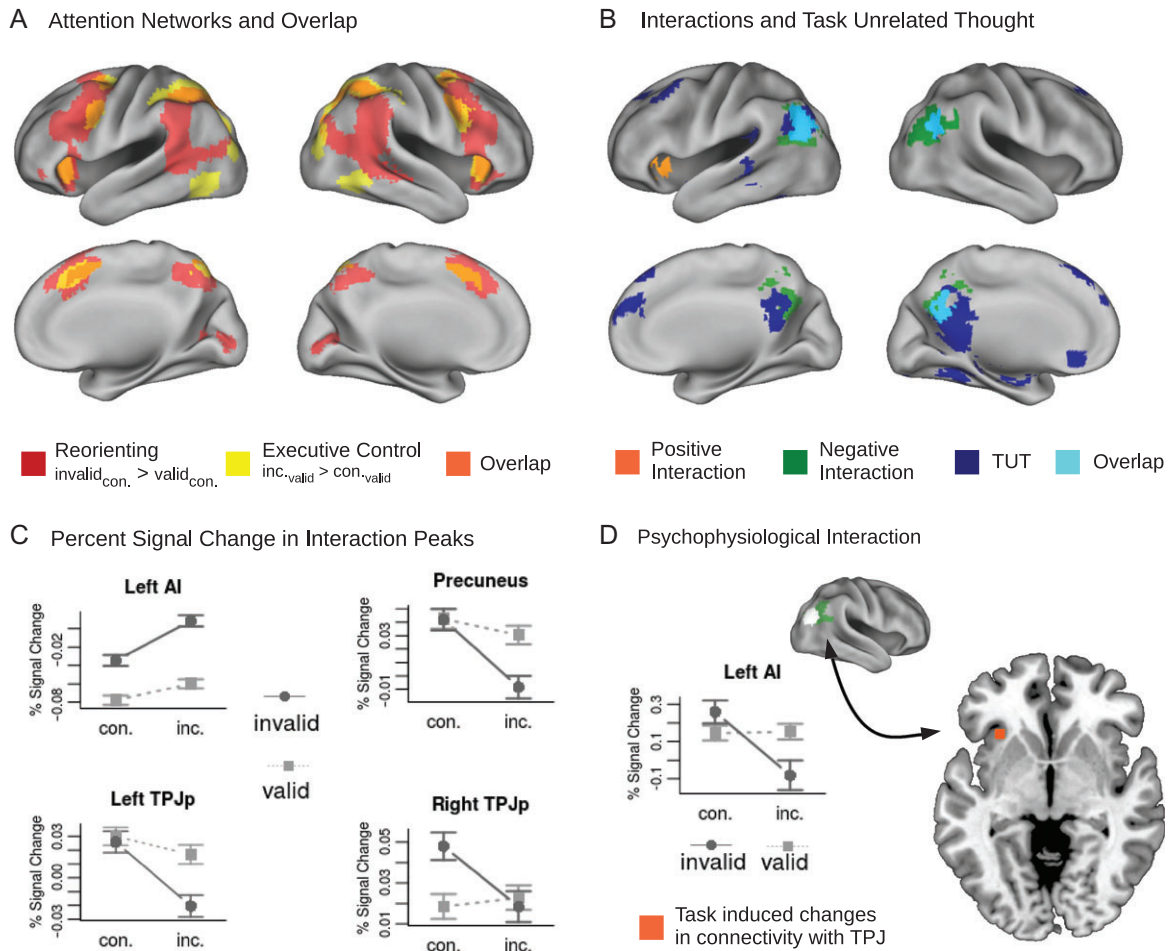 A Attention Networks and Overlap
B Interactions and Task Unrelated Thought
Reorienting
invalidcon. > validcon.
Executive Control
inc.valid > con.valid
Overlap
Positive
Interaction
Negative
Interaction
TUT
Overlap
C Percent Signal Change in Interaction Peaks
Left AI
% Signal Change
-0.02
-0.08
con.
inc.
Precuneus
% Signal Change
0.03
-0.01
con.
inc.
invalid
valid
Left TPJp
% Signal Change
0.03
0.00
-0.03
con.
inc.
Right TPJp
% Signal Change
0.05
0.03
0.01
con.
inc.
D Psychophysiological Interaction
Left AI
% Signal Change
0.3
0.1
-0.1
con.
inc.
invalid
valid
Task induced changes
in connectivity with TPJ